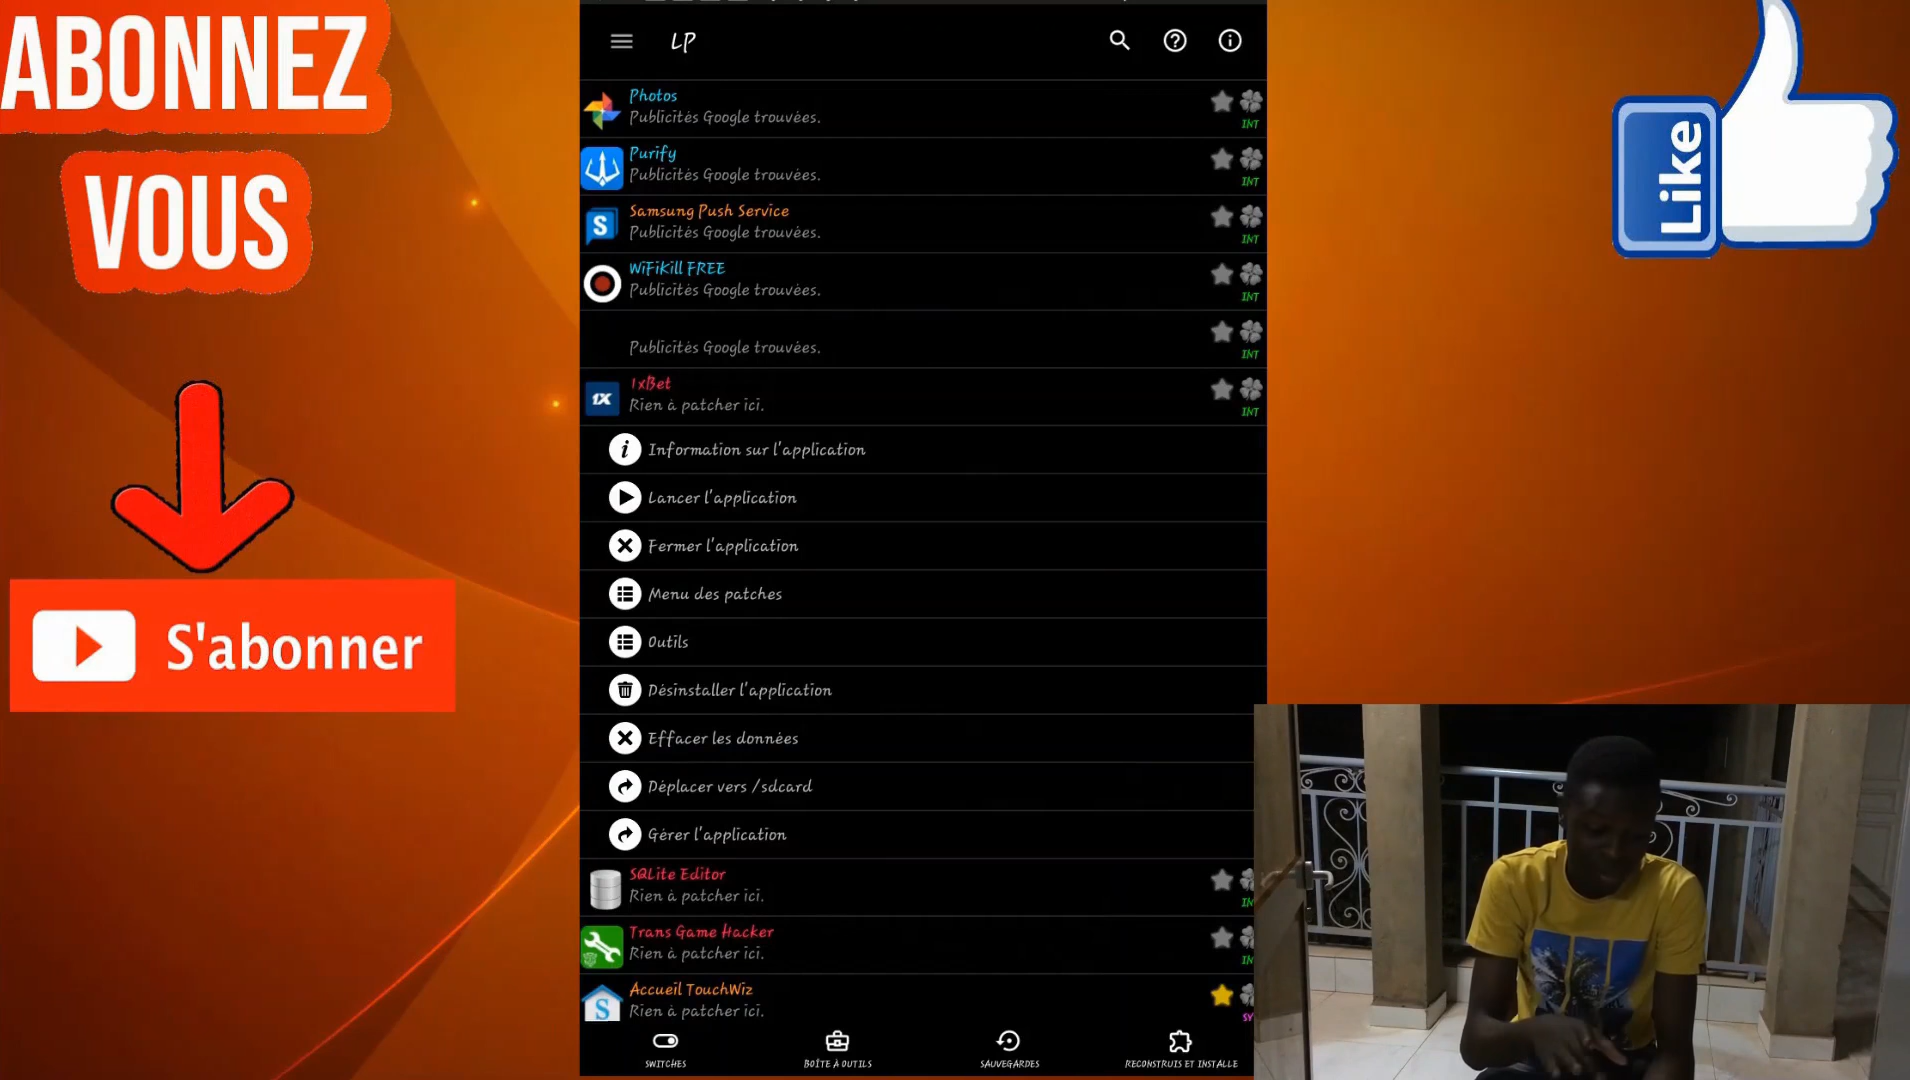 ABONNEZ
VOUS
S'abonner
LP
Photos
Publicités Google trouvées.
INT
Purify
Publicités Google trouvées.
INT
Samsung Push Service
Publicités Google trouvées.
INT
WiFiKill FREE
Publicités Google trouvées.
INT
Publicités Google trouvées.
INT
1X
1xBet
Rien à patcher ici.
INT
Information sur l'application
Lancer l'application
Fermer l'application
Menu des patches
Outils
Désinstaller l'application
Effacer les données
Déplacer vers /sdcard
Gérer l'application
SQLite Editor
Rien à patcher ici.
Trans Game Hacker
Rien à patcher ici.
Accueil TouchWiz
Rien à patcher ici.
SWITCHES
BOÎTE À OUTILS
SAUVEGARDES
RECONSTRUIS ET INSTALLE
Like